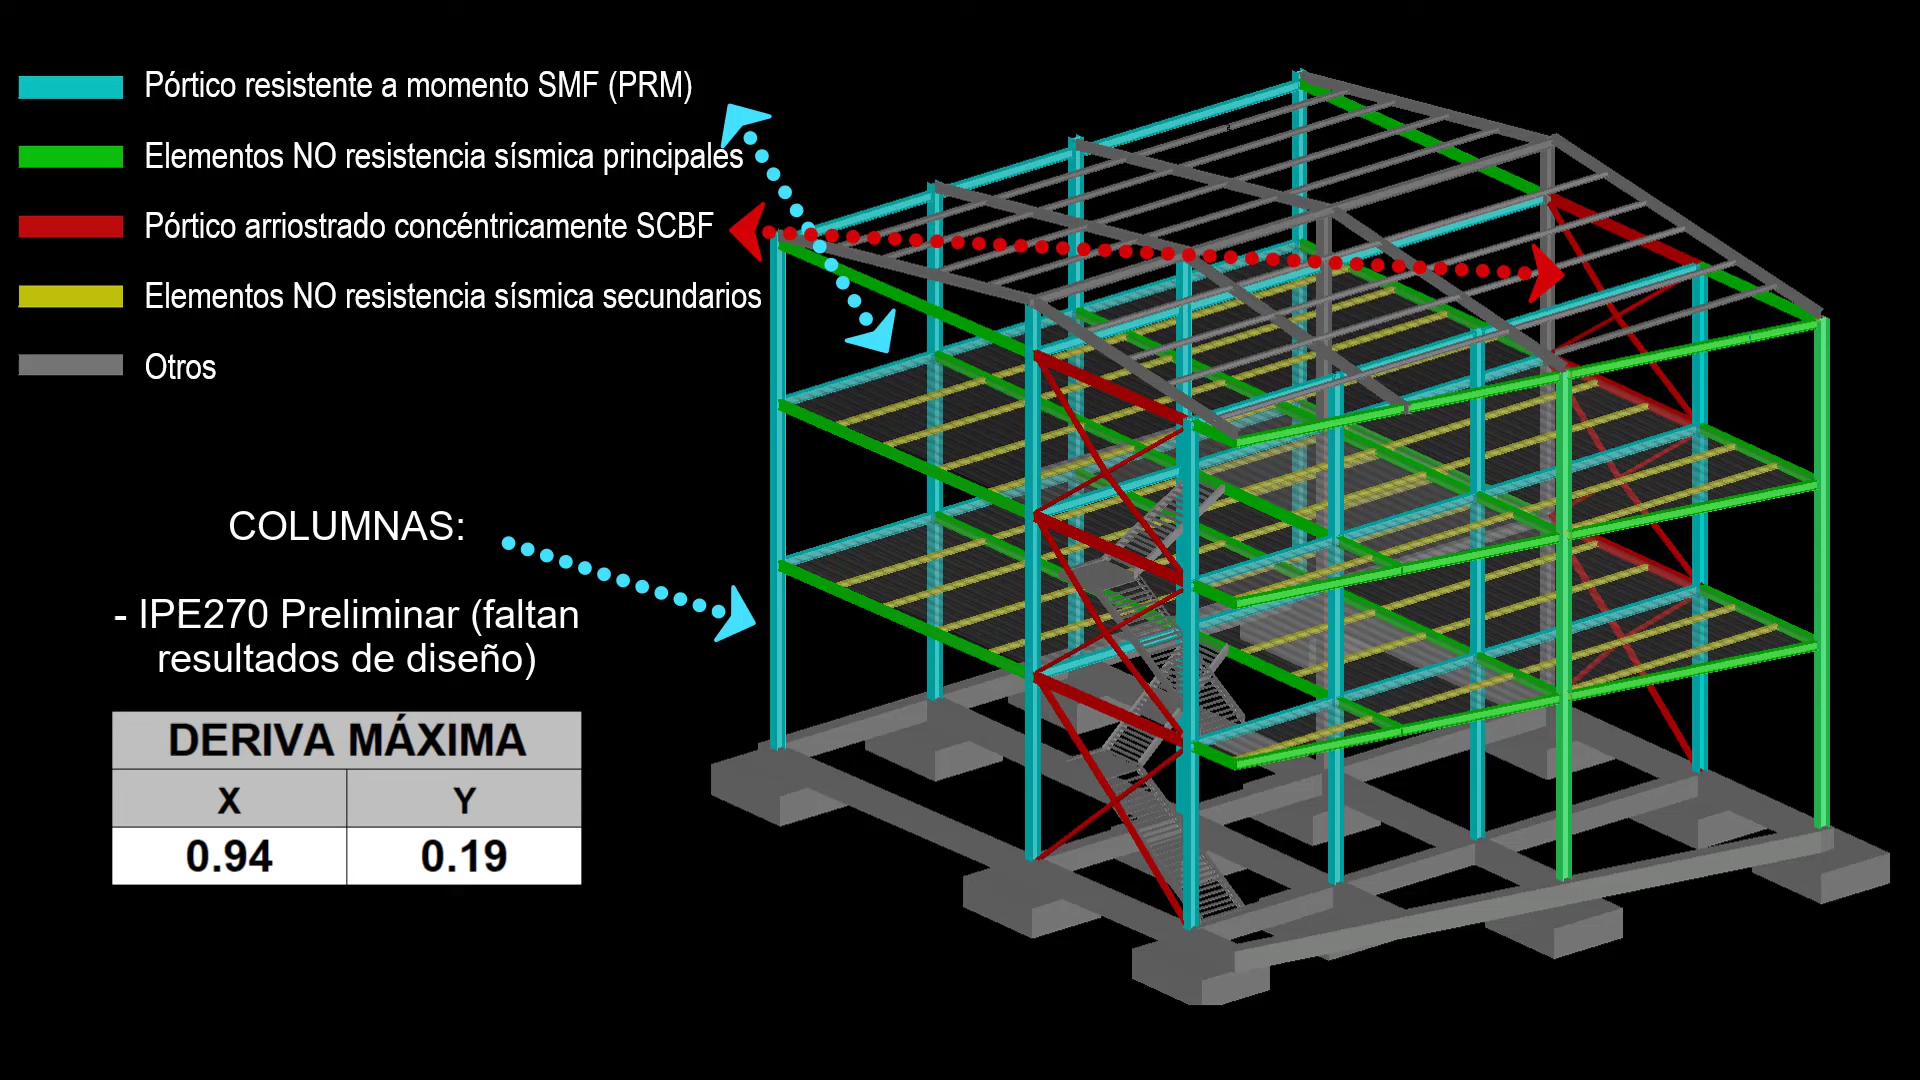 Pórtico resistente a momento SMF (PRM)
Elementos NO resistencia sísmica principales
Pórtico arriostrado concéntricamente SCBF
Elementos NO resistencia sísmica secundarios
Otros
COLUMNAS:
- IPE270 Preliminar (faltan
resultados de diseño)
DERIVA MÁXIMA
X Y
0.94 0.19